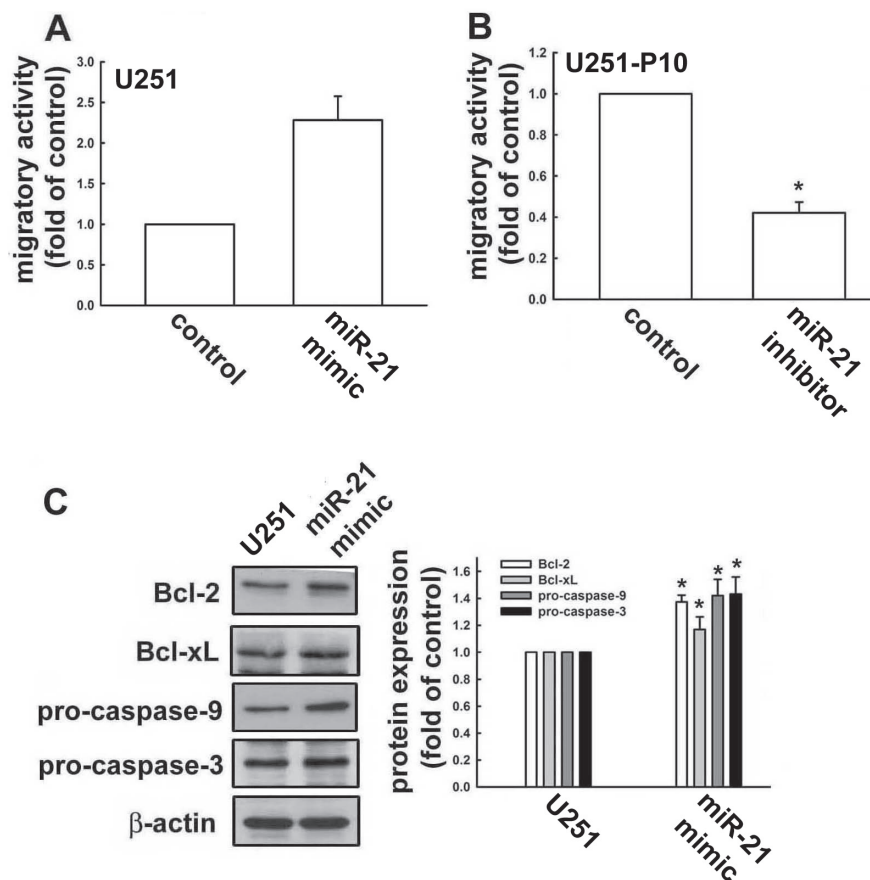 A
migratory activity
(fold of control)
3.0
2.5
2.0
1.5
1.0
0.5
0.0
U251
control
miR-21
mimic
B
migratory activity
(fold of control)
1.2
1.0
0.8
0.6
0.4
0.2
0.0
U251-P10
*
control
miR-21
inhibitor
C
U251
miR-21
mimic
Bcl-2
Bcl-xL
pro-caspase-9
pro-caspase-3
β-actin
protein expression
(fold of control)
1.6
1.4
1.2
1.0
0.8
0.6
0.4
0.2
0.0
Bcl-2
Bcl-xL
pro-caspase-9
pro-caspase-3
* * * *
U251
miR-21
mimic